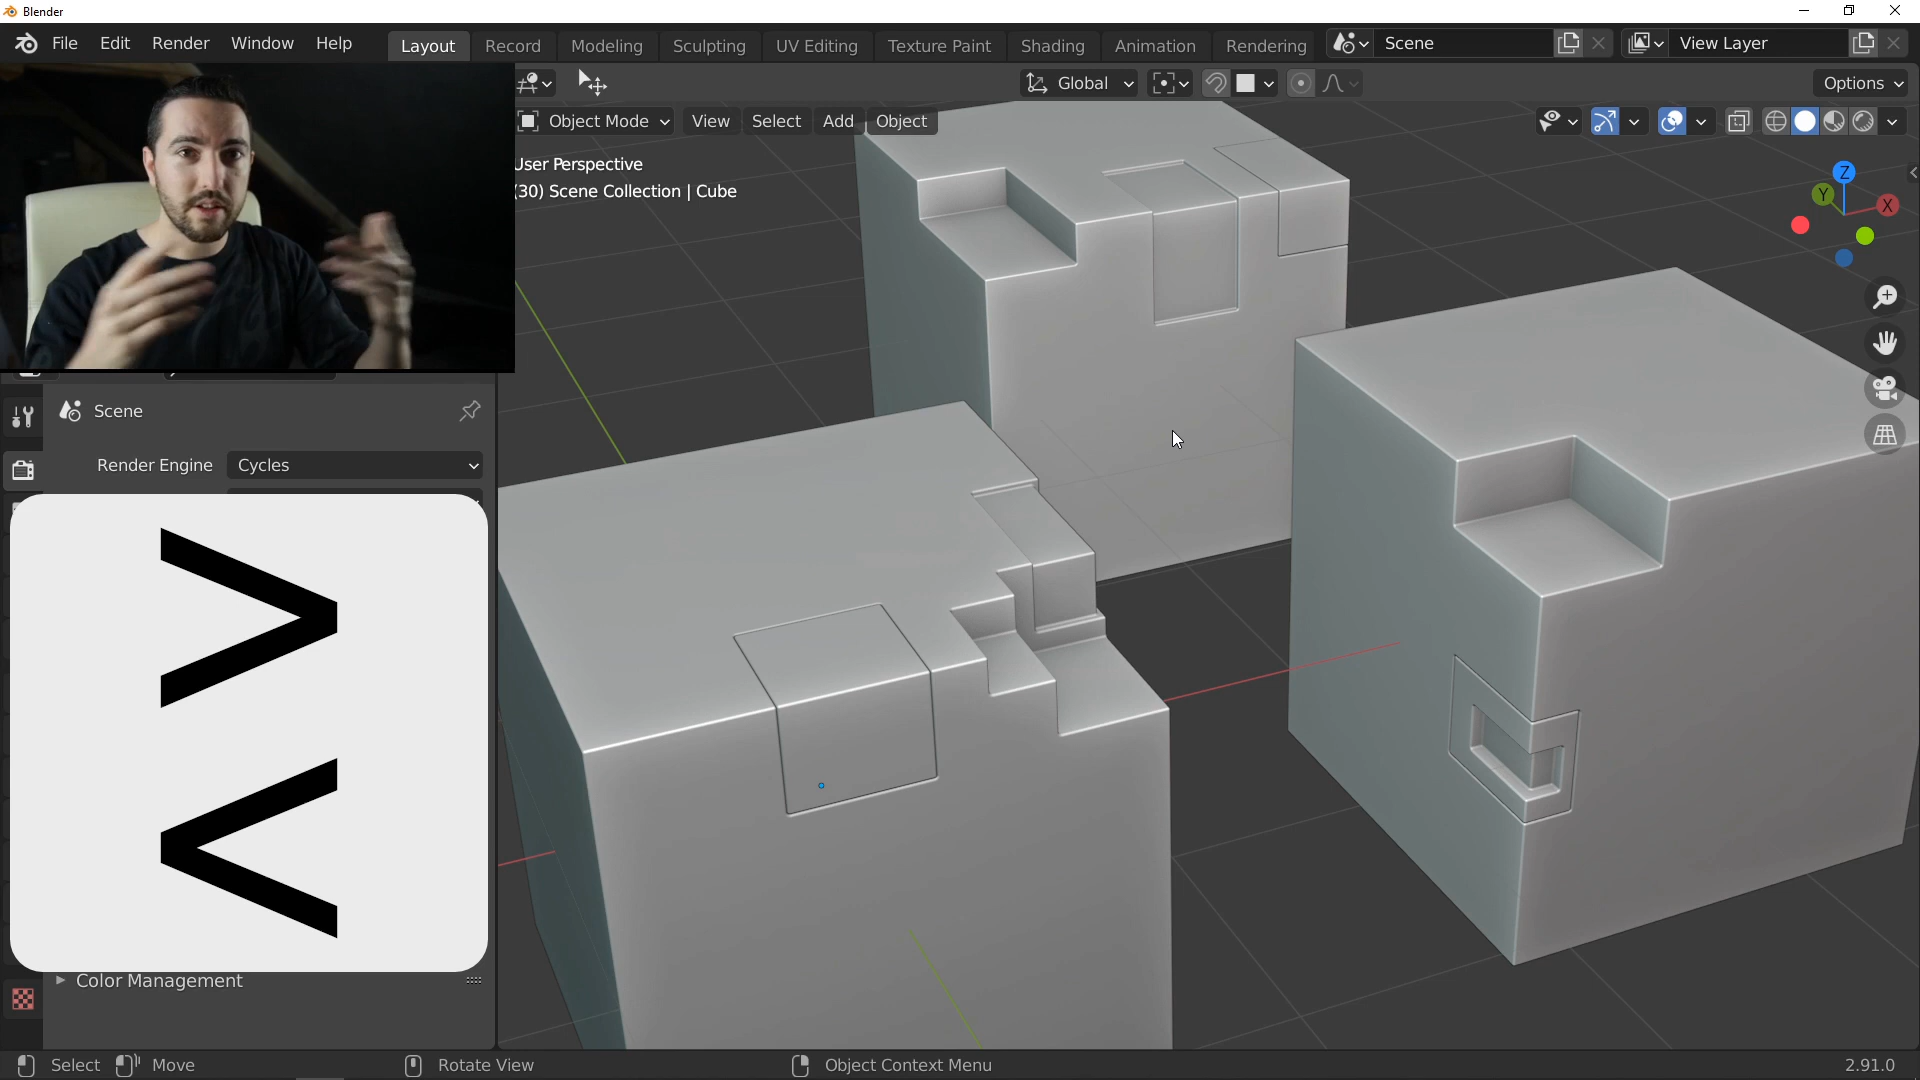 Blender
File Edit Render Window Help Layout Record Modeling Sculpting UV Editing Texture Paint Shading Animation Rendering Scene View Layer
Global Options
Object Mode View Select Add Object
User Perspective
(30) Scene Collection | Cube
Z
Y X
Scene
Render Engine Cycles
>
<
Color Management
Select Move Rotate View Object Context Menu 2.91.0